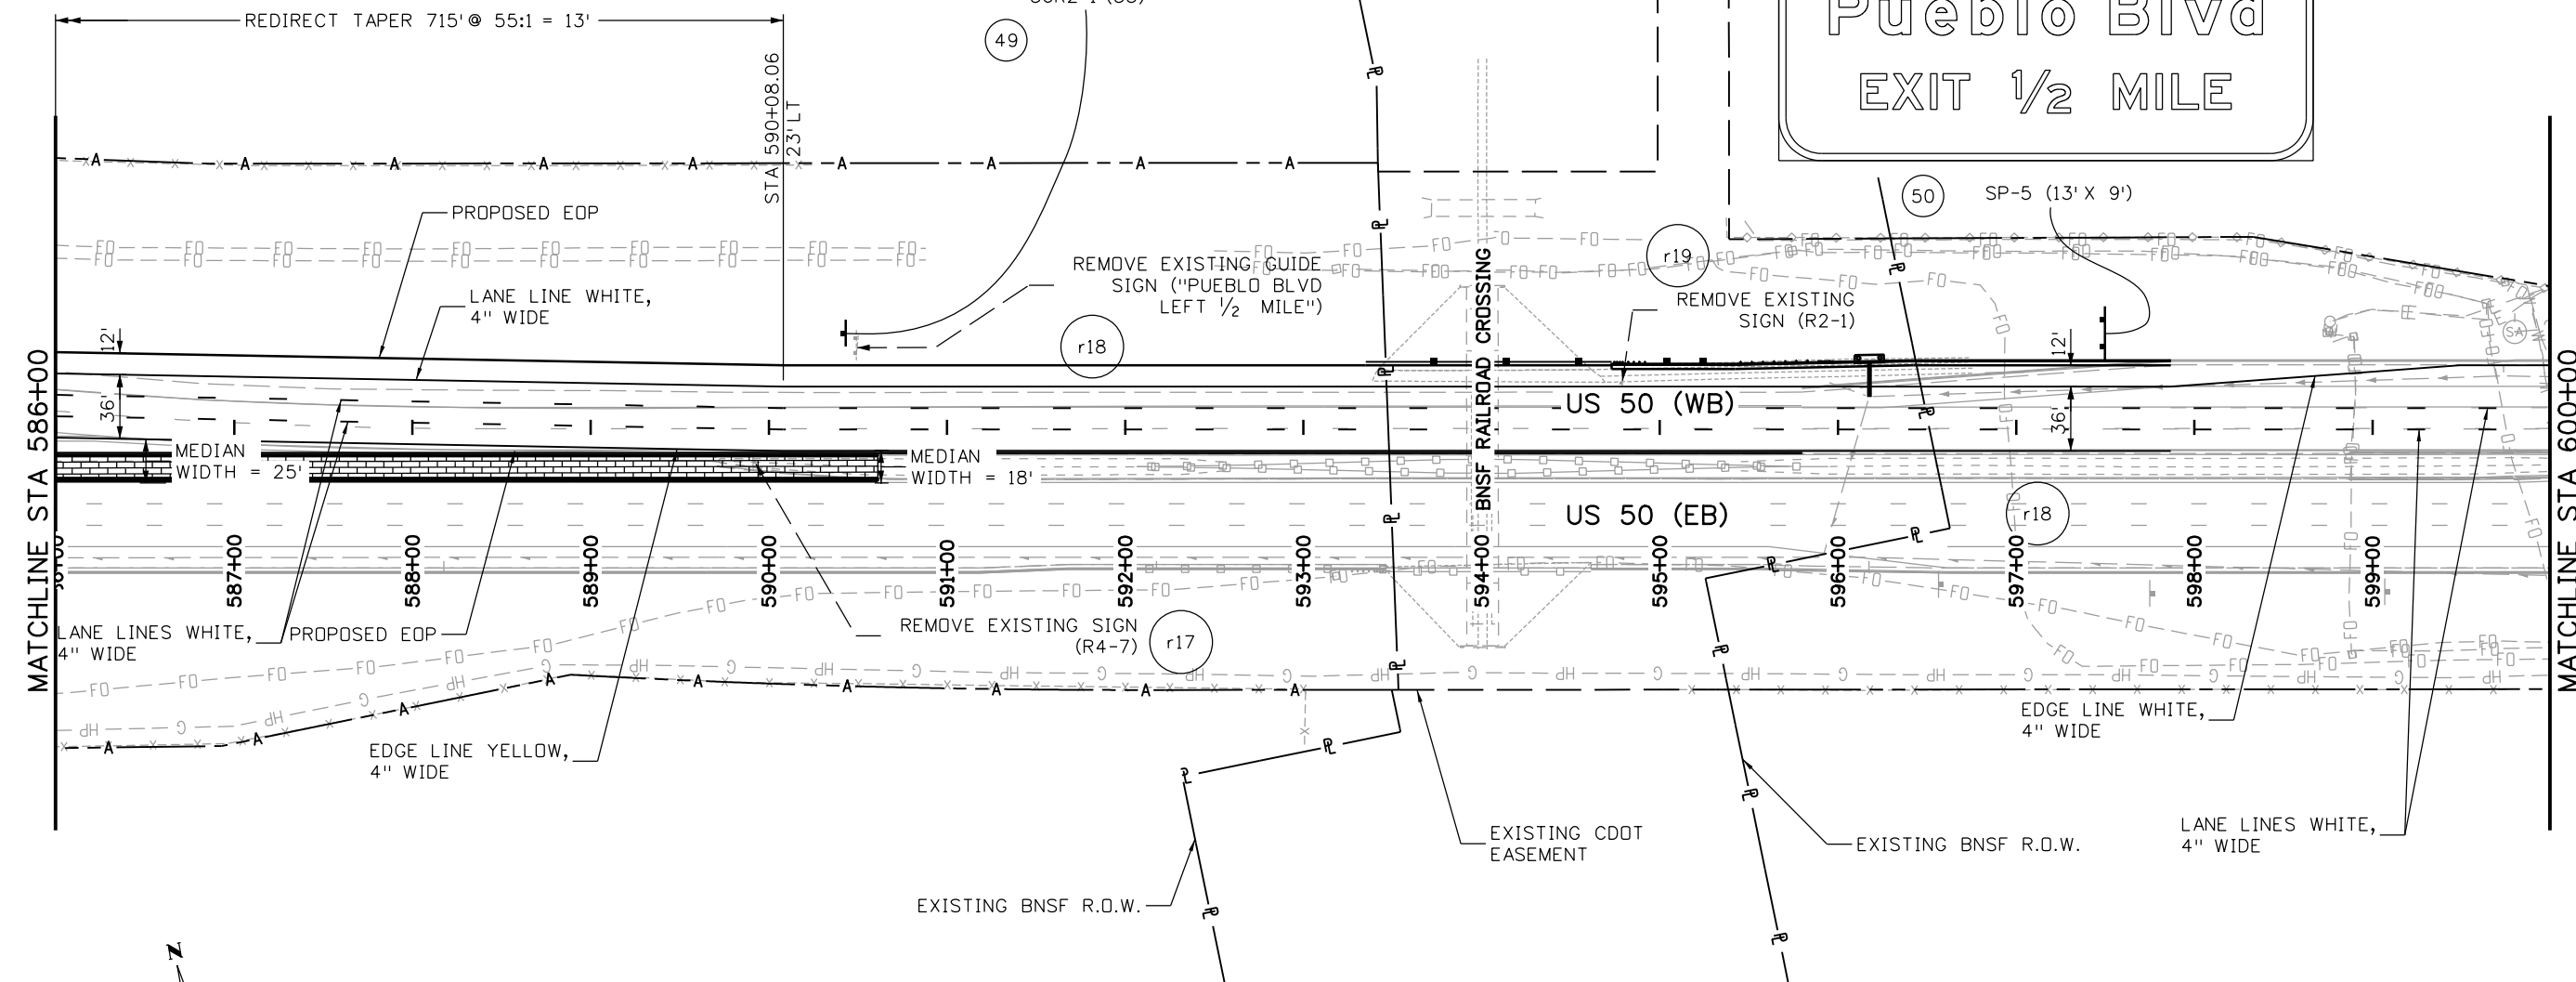 REDIRECT TAPER 715'@ 55:1 = 13'
49
STA 590+08.06
23'LT
Pueblo Blvd
EXIT 1/2 MILE
50
SP-5 (13' X 9')
PROPOSED EOP
LANE LINE WHITE,
4" WIDE
REMOVE EXISTING GUIDE
SIGN ("PUEBLO BLVD
LEFT 1/2 MILE")
r18
r19
REMOVE EXISTING
SIGN (R2-1)
BNSF RAILROAD CROSSING
12'
36'
12'
36'
US 50 (WB)
US 50 (EB)
MEDIAN
WIDTH = 25'
MEDIAN
WIDTH = 18'
r18
MATCHLINE STA 586+00
MATCHLINE STA 600+00
587+00
588+00
589+00
590+00
591+00
592+00
593+00
594+00
595+00
596+00
597+00
598+00
599+00
LANE LINES WHITE,
4" WIDE
PROPOSED EOP
REMOVE EXISTING SIGN
(R4-7)
r17
EDGE LINE YELLOW,
4" WIDE
EDGE LINE WHITE,
4" WIDE
EXISTING CDOT
EASEMENT
EXISTING BNSF R.O.W.
LANE LINES WHITE,
4" WIDE
EXISTING BNSF R.O.W.
N